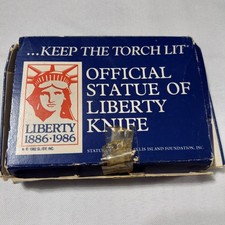 ...KEEP THE TORCH LIT
OFFICIAL
STATUE OF
LIBERTY
KNIFE
LIBERTY
1886•1986
ELLIS ISLAND FOUNDATION, INC.